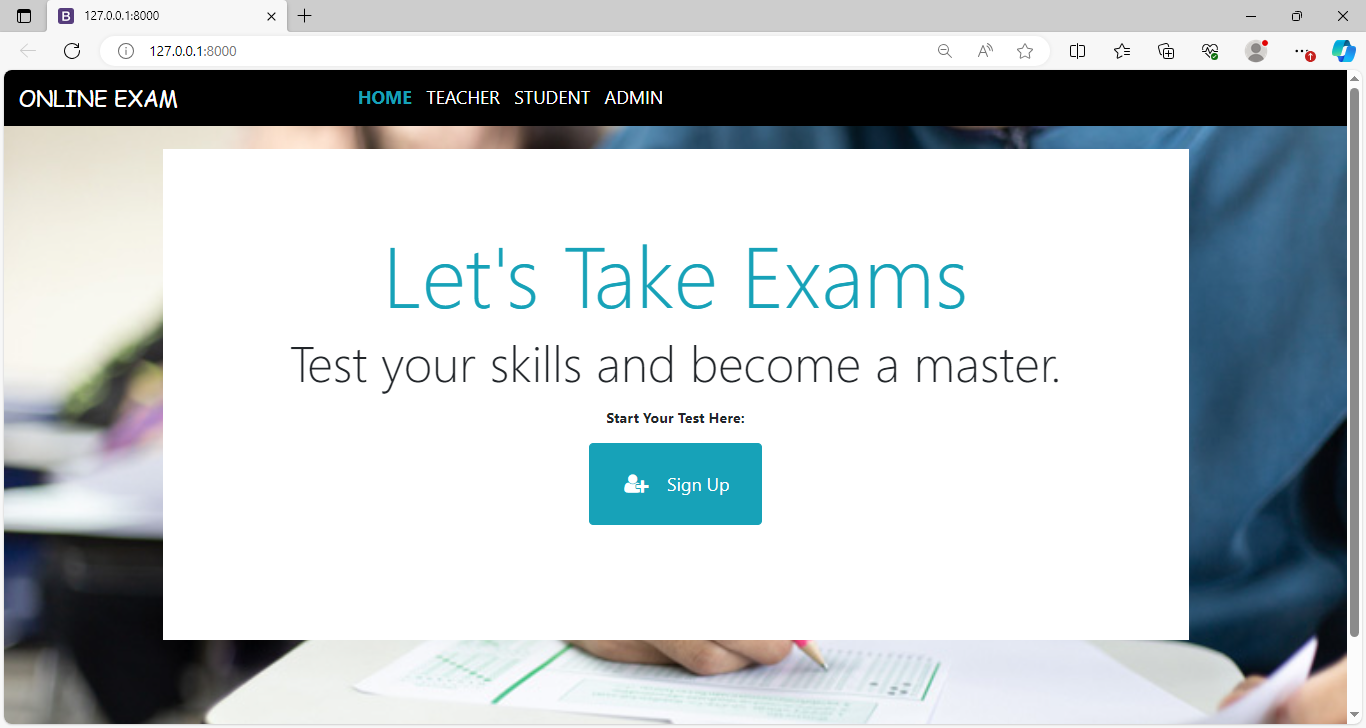 127.0.0.1:8000
127.0.0.1:8000
ONLINE EXAM HOME TEACHER STUDENT ADMIN
Let's Take Exams
Test your skills and become a master.
Start Your Test Here:
Sign Up